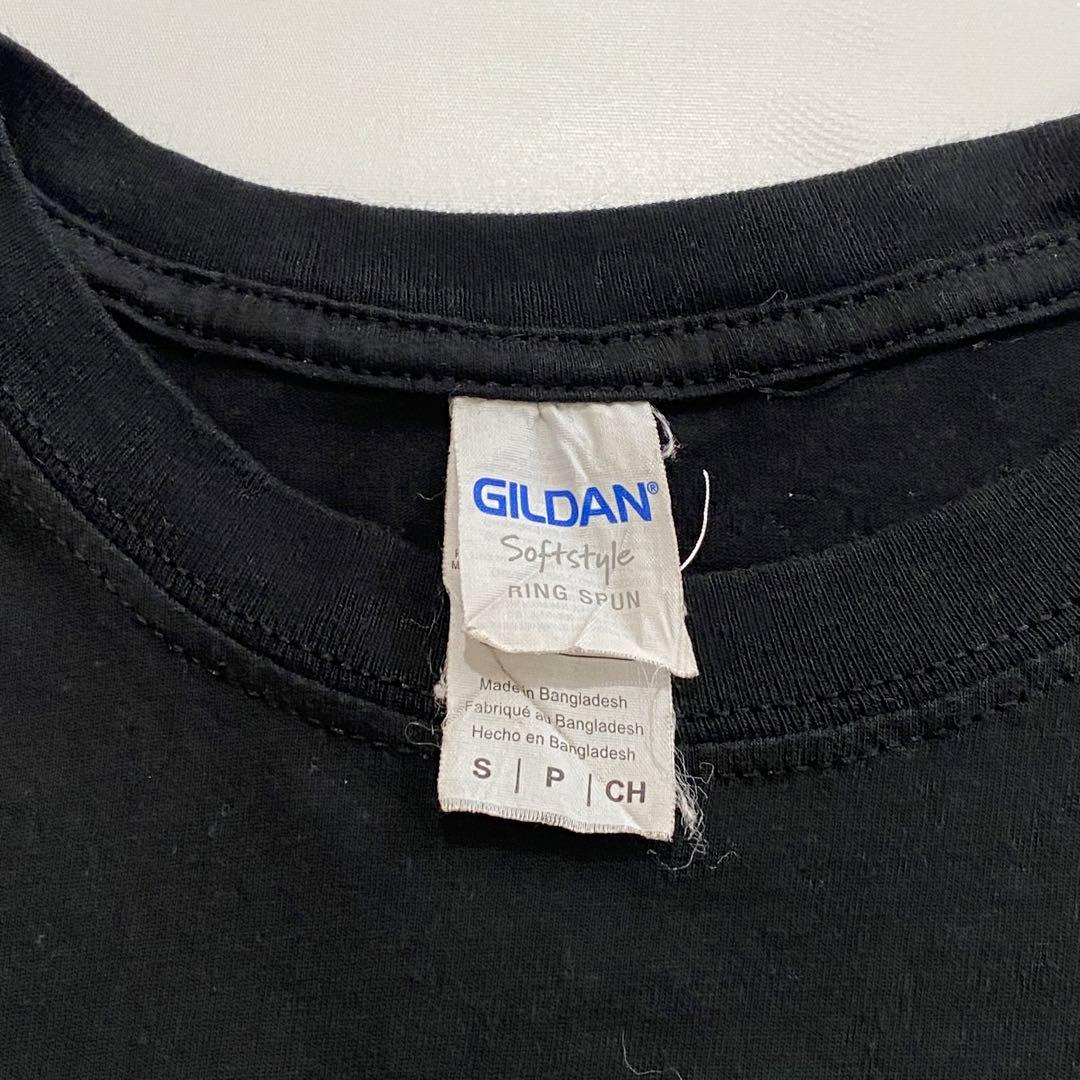 GILDAN®
Softstyle
RING SPUN
Made in Bangladesh
Fabriqué au Bangladesh
Hecho en Bangladesh
S | P | CH